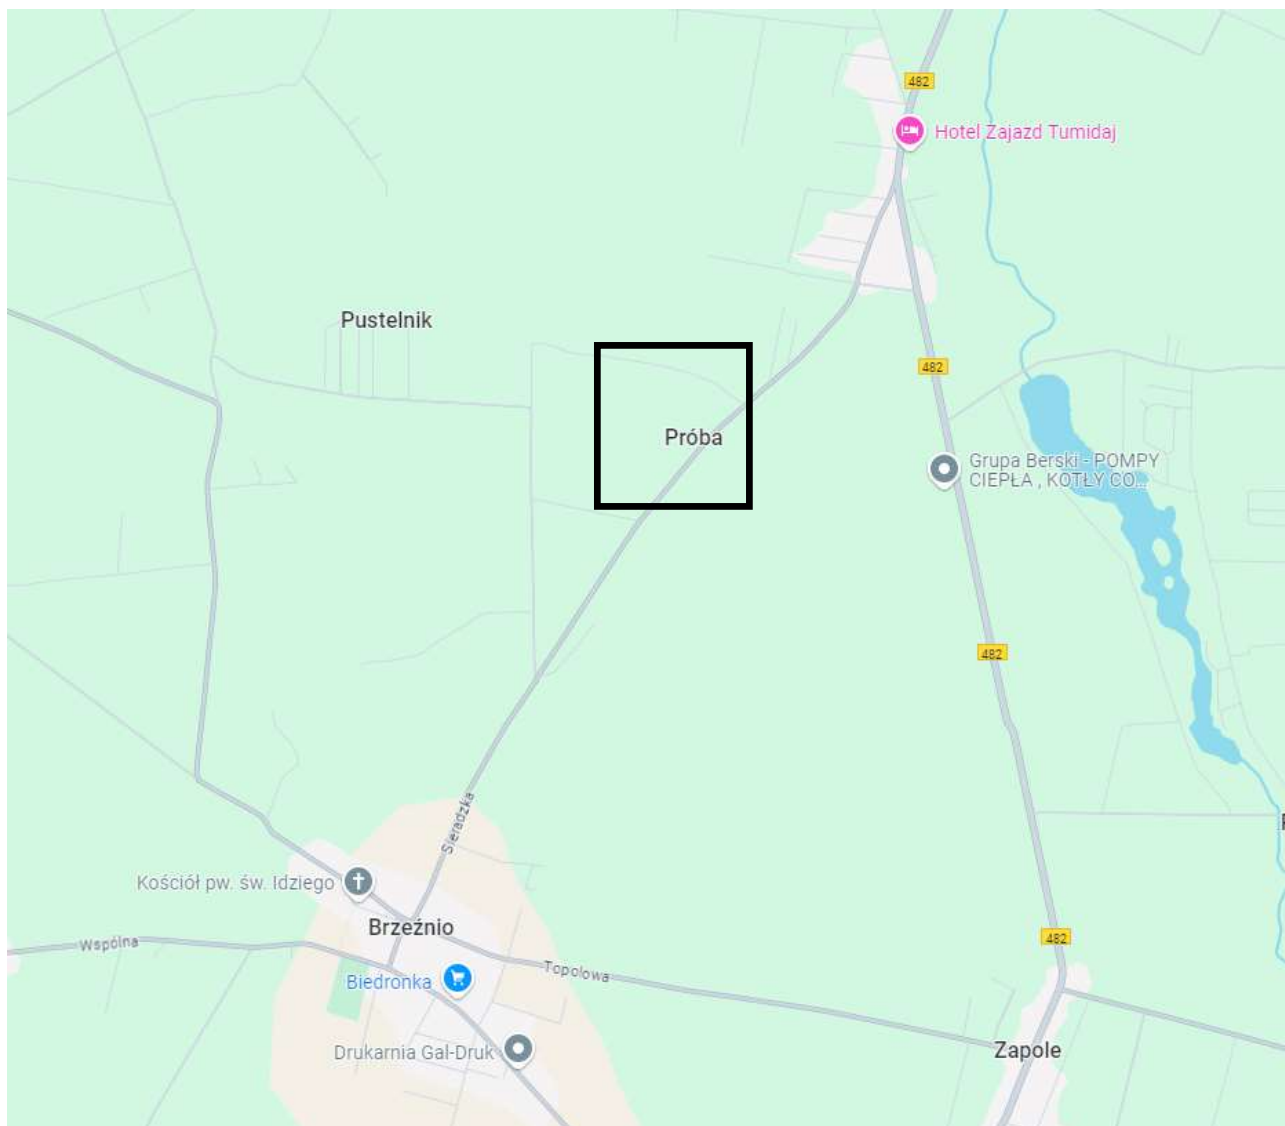 482
Hotel Zajazd Tumidaj
Pustelnik
482
Próba
Grupa Berski - POMPY
CIEPŁA , KOTŁY CO...
482
Sieradzka
Kościół pw. św. Idziego
Brzeźnio
Wspólna
482
Topolowa
Biedronka
Drukarnia Gal-Druk
Zapole